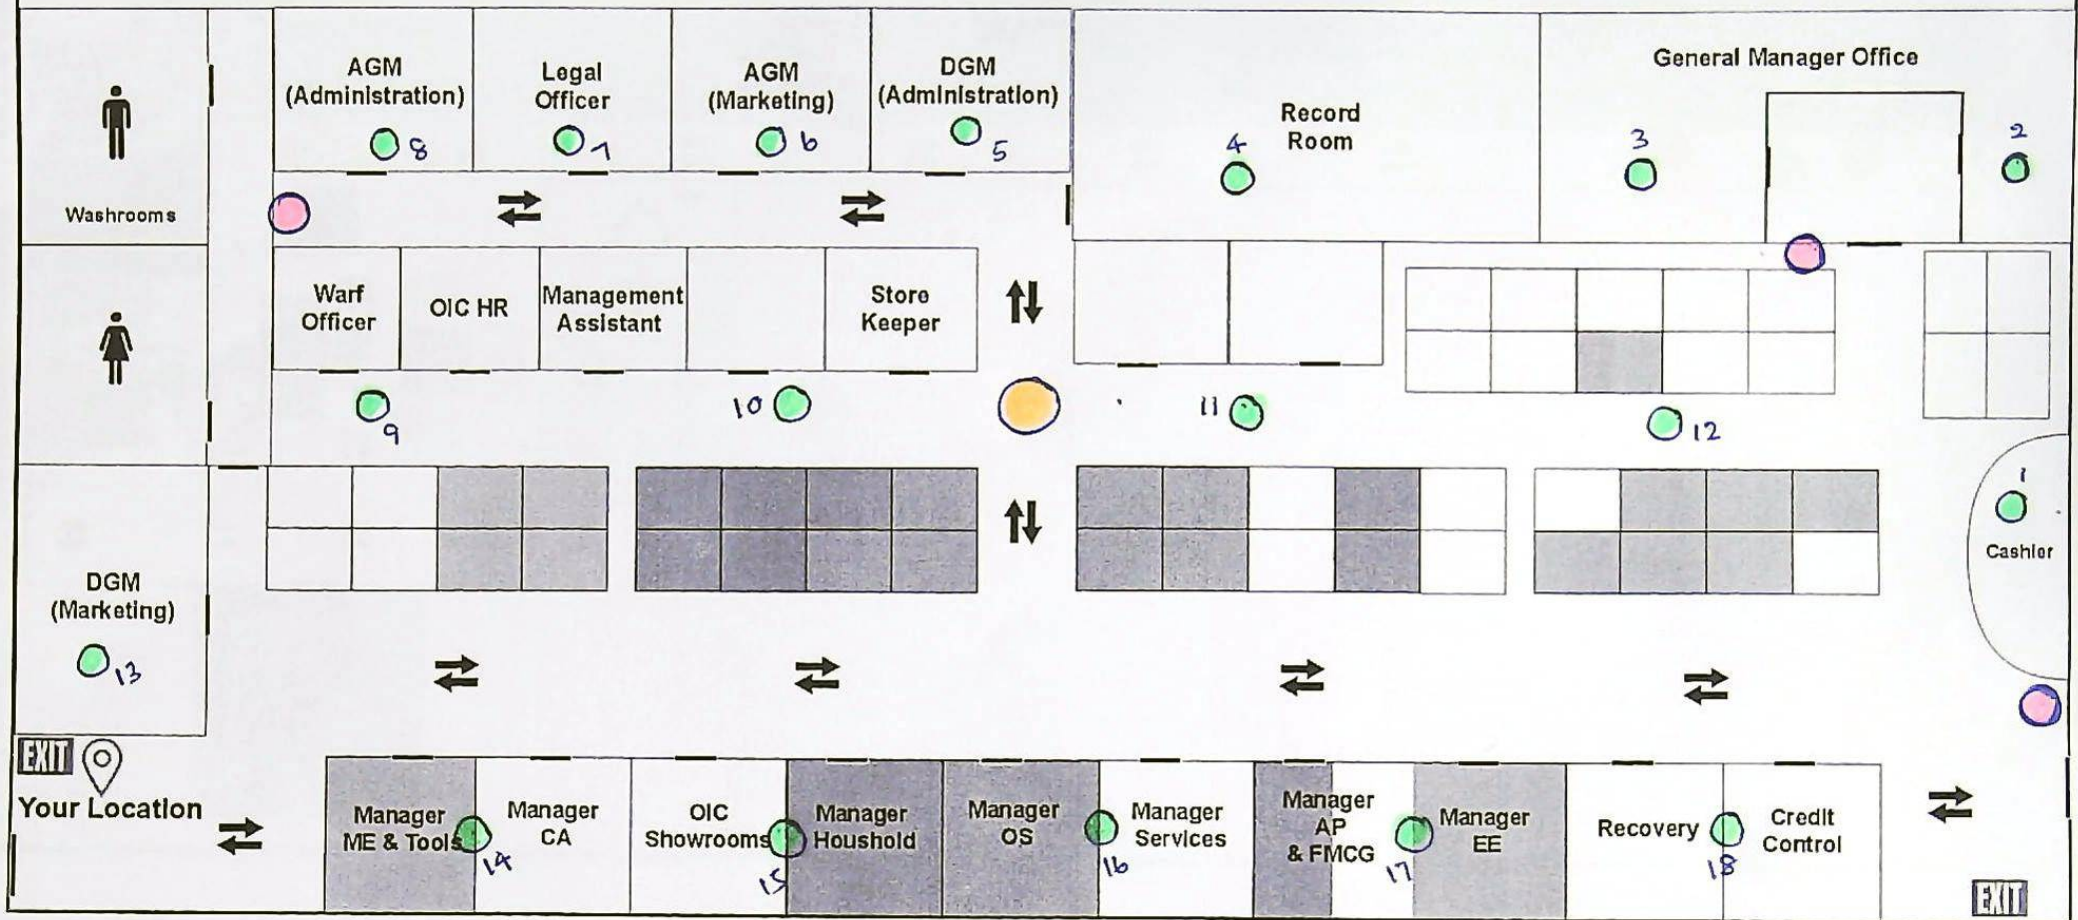 AGM
(Administration)
8
Legal
Officer
7
AGM
(Marketing)
6
DGM
(Administration)
5
Record
Room
4
General Manager Office
3
2
Washrooms
Warf
Officer
OIC HR
Management
Assistant
Store
Keeper
9
10
11
12
1
Cashier
DGM
(Marketing)
13
EXIT
Your Location
Manager
ME & Tools
14
Manager
CA
OIC
Showrooms
15
Manager
Houshold
Manager
OS
16
Manager
Services
Manager
AP
& FMCG
17
Manager
EE
Recovery
18
Credit
Control
EXIT